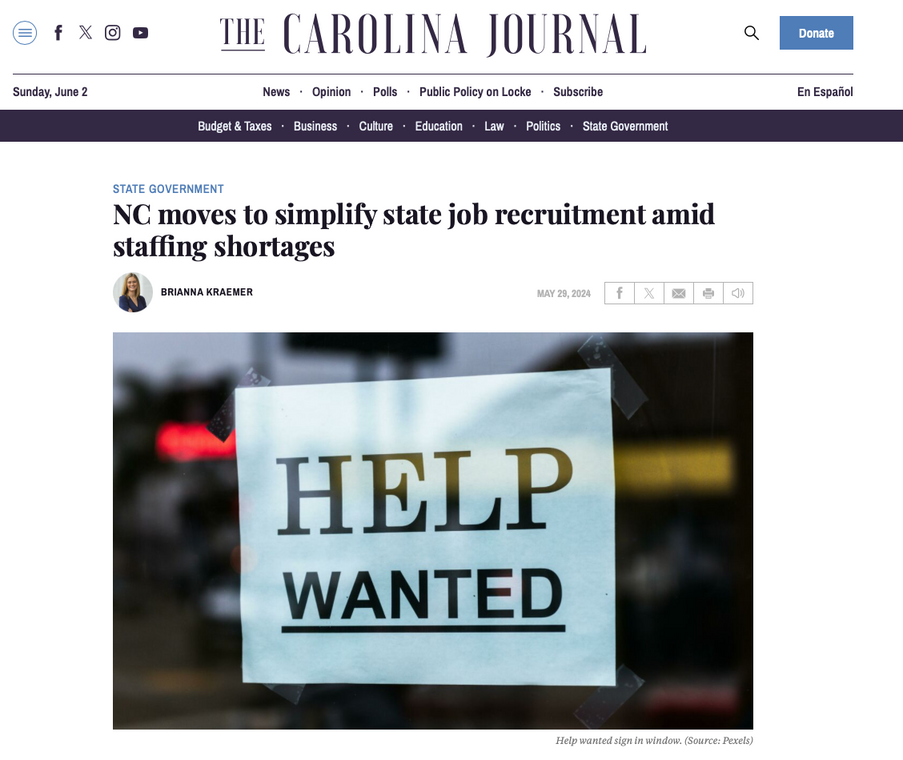 THE CAROLINA JOURNAL
Donate
Sunday, June 2
News · Opinion · Polls · Public Policy on Locke · Subscribe
En Español
Budget & Taxes · Business · Culture · Education · Law · Politics · State Government
STATE GOVERNMENT
NC moves to simplify state job recruitment amid
staffing shortages
BRIANNA KRAEMER
MAY 29, 2024
HELP
WANTED
Help wanted sign in window. (Source: Pexels)